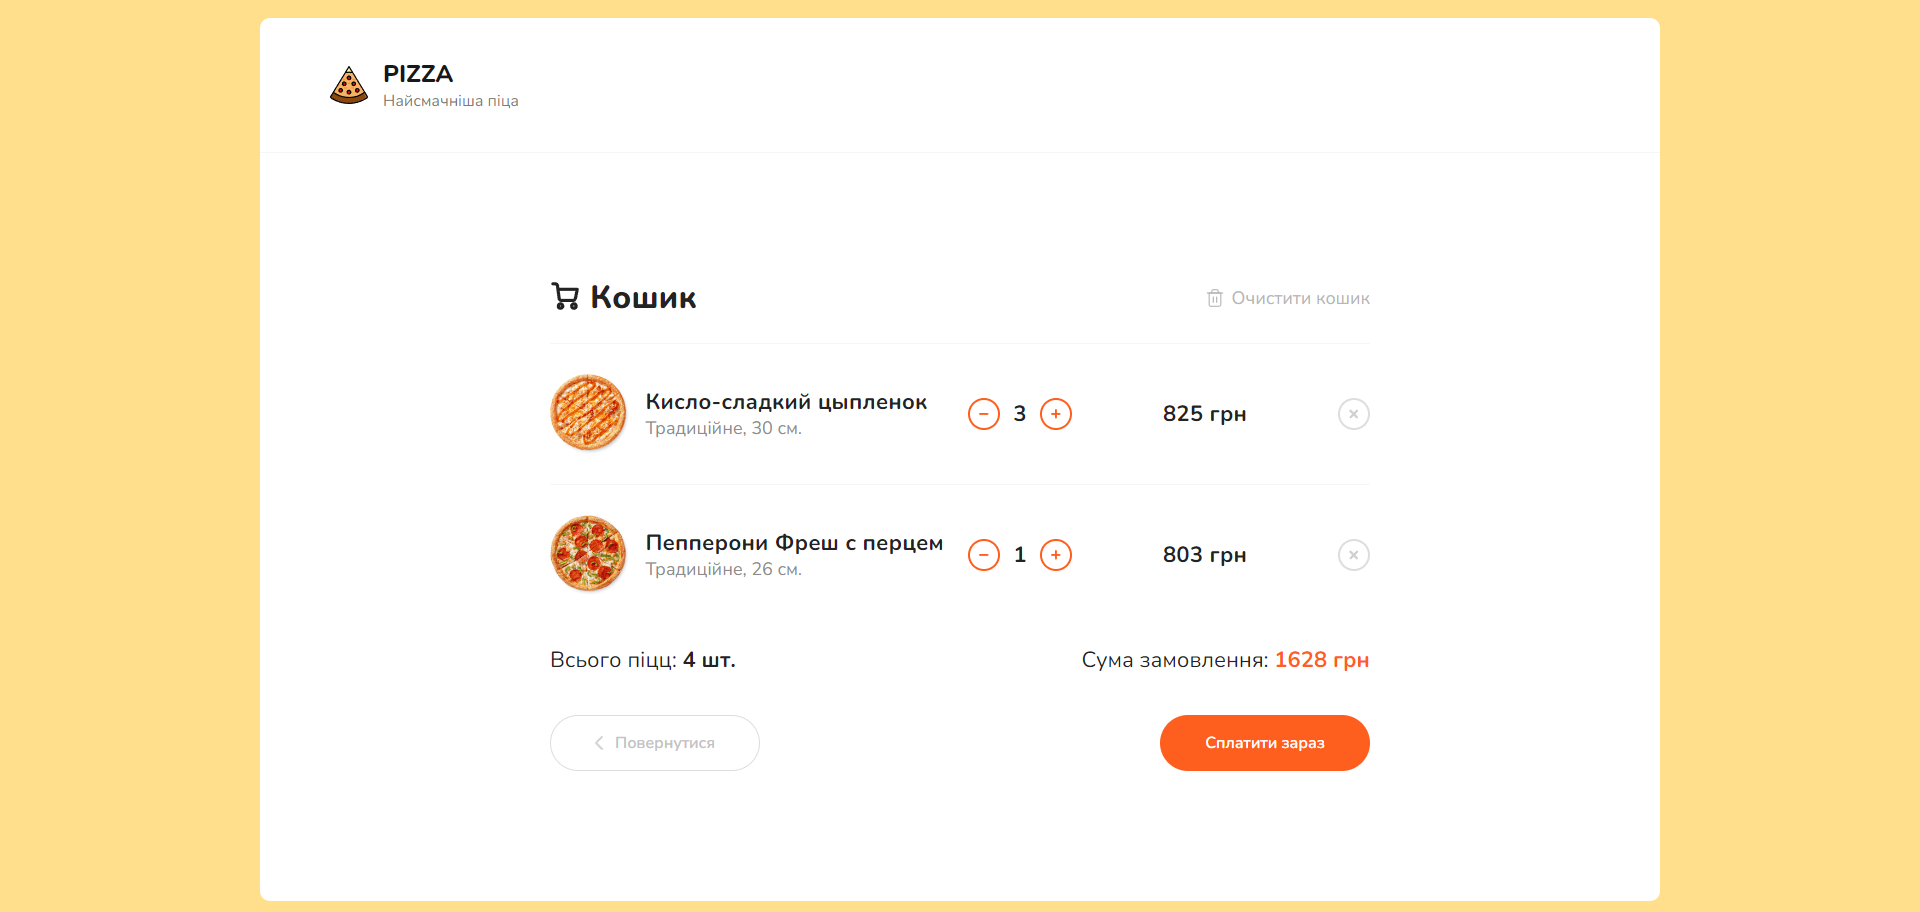 PIZZA
Найсмачніша піца
Кошик
Очистити кошик
Кисло-сладкий цыпленок
Традиційне, 30 см.
3
825 грн
Пепперони Фреш с перцем
Традиційне, 26 см.
1
803 грн
Всього піцц: 4 шт.
Сума замовлення: 1628 грн
Повернутися
Сплатити зараз